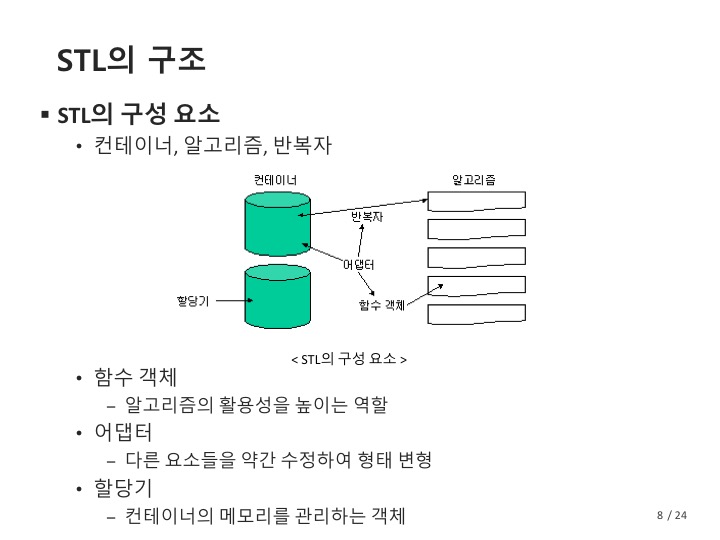 STL의 구조
▪ STL의 구성 요소
• 컨테이너, 알고리즘, 반복자
컨테이너
알고리즘
반복자
어댑터
할당기
함수 객체
< STL의 구성 요소 >
• 함수 객체
– 알고리즘의 활용성을 높이는 역할
• 어댑터
– 다른 요소들을 약간 수정하여 형태 변형
• 할당기
– 컨테이너의 메모리를 관리하는 객체
8 / 24